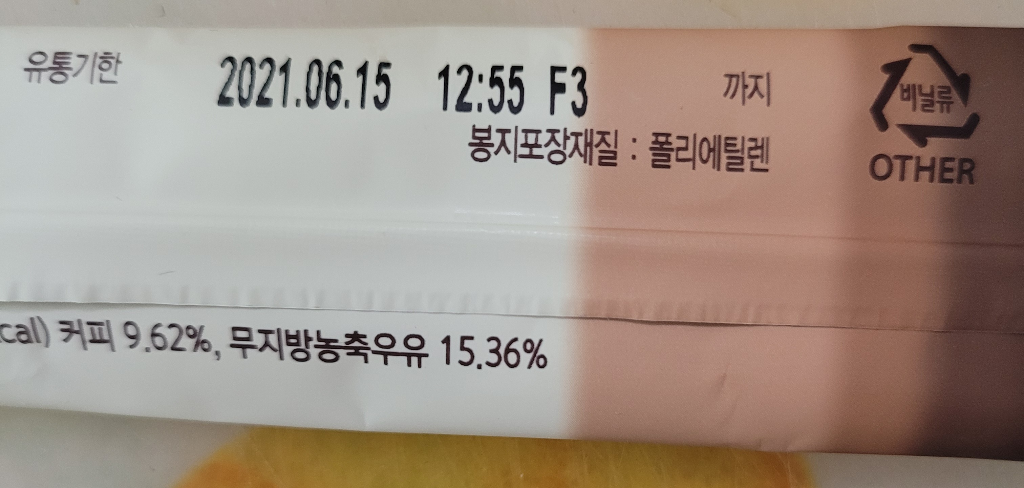 유통기한 2021.06.15 12:55 F3 까지
봉지포장재질 : 폴리에틸렌
비닐류
OTHER
cal) 커피 9.62%, 무지방농축우유 15.36%